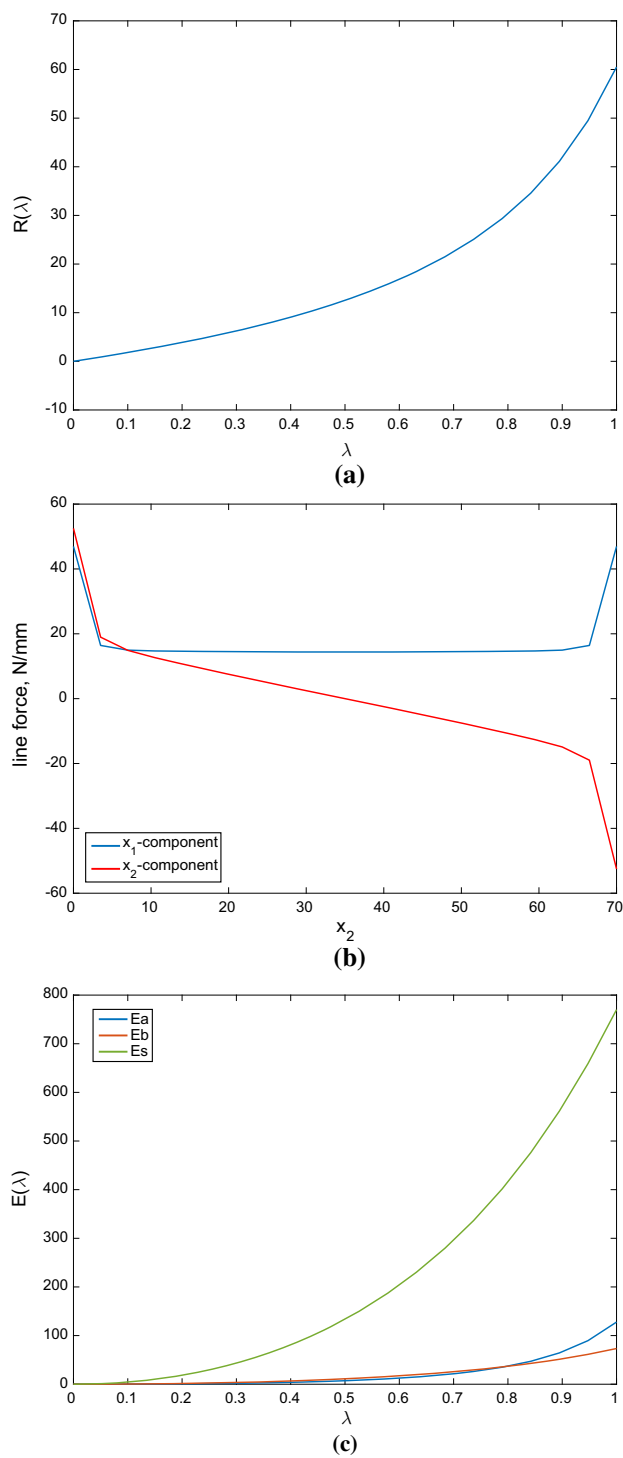 70
60
50
40
30
20
10
0
-10
R(λ)
0 0.1 0.2 0.3 0.4 0.5 0.6 0.7 0.8 0.9 1
λ
(a)
60
40
20
0
-20
-40
-60
line force, N/mm
x₁-component
x₂-component
0 10 20 30 40 50 60 70
x₂
(b)
800
700
600
500
400
300
200
100
0
E(λ)
Ea
Eb
Es
0 0.1 0.2 0.3 0.4 0.5 0.6 0.7 0.8 0.9 1
λ
(c)